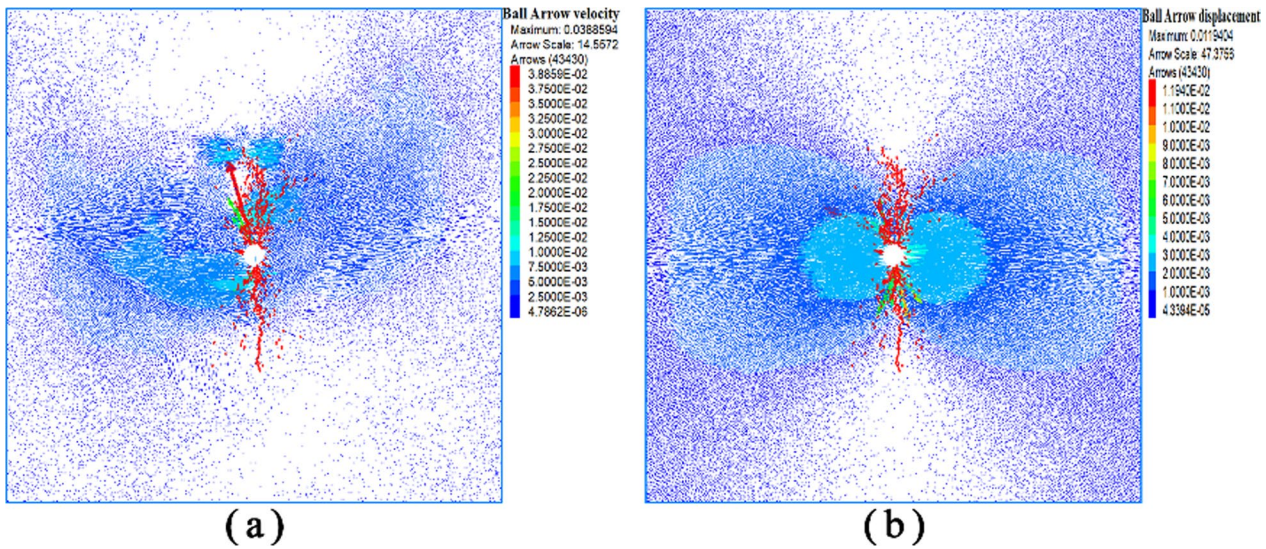 Ball Arrow velocity
Maximum: 0.0388594
Arrow Scale: 14.5572
Arrows (43430)
3.8859E-02
3.7500E-02
3.5000E-02
3.2500E-02
3.0000E-02
2.7500E-02
2.5000E-02
2.2500E-02
2.0000E-02
1.7500E-02
1.5000E-02
1.2500E-02
1.0000E-02
7.5000E-03
5.0000E-03
2.5000E-03
4.7862E-06
(a)
Ball Arrow displacement
Maximum: 0.0119404
Arrow Scale: 47.3756
Arrows (43430)
1.1940E-02
1.1000E-02
1.0000E-02
9.0000E-03
8.0000E-03
7.0000E-03
6.0000E-03
5.0000E-03
4.0000E-03
3.0000E-03
2.0000E-03
1.0000E-03
4.3394E-05
(b)